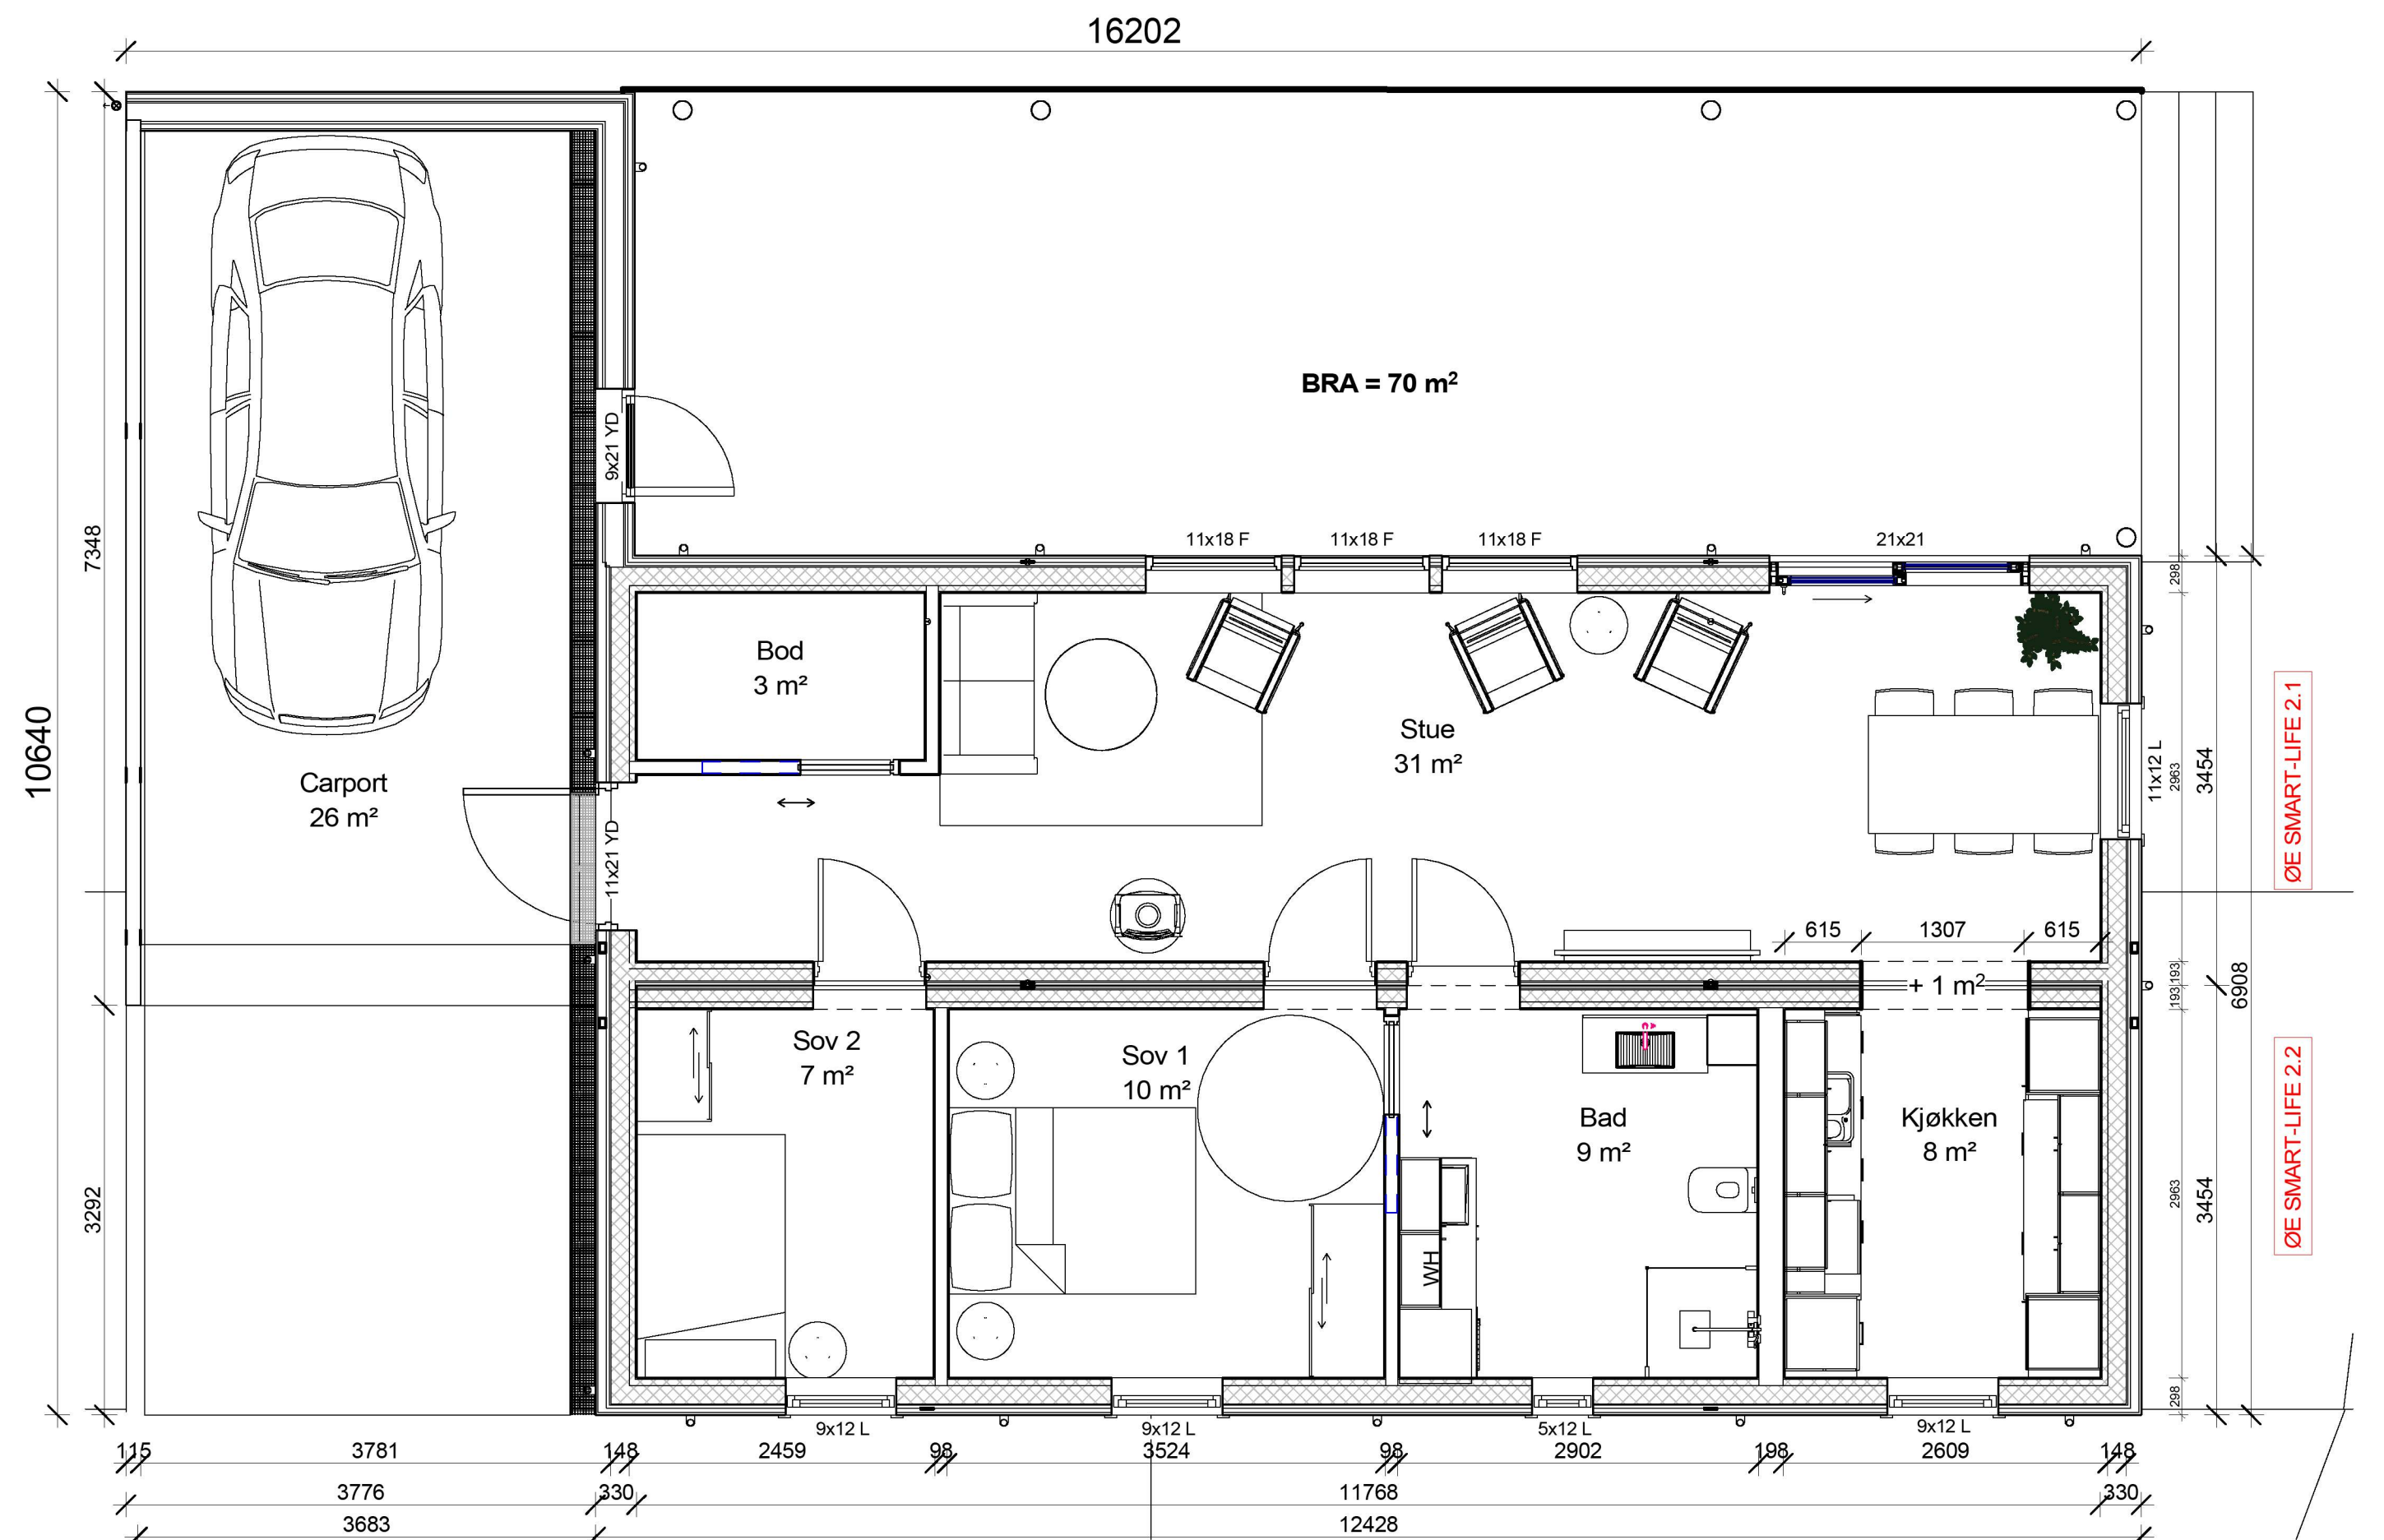 16202
BRA = 70 m²
9x21 YD
11x18 F
11x18 F
11x18 F
21x21
7348
10640
3292
Bod
3 m²
Stue
31 m²
Carport
26 m²
11x21 YD
11x12 L
298
2963
3454
193
193
6908
2963
3454
298
ØE SMART-LIFE 2.1
ØE SMART-LIFE 2.2
615
1307
615
+ 1 m²
Sov 2
7 m²
Sov 1
10 m²
Bad
9 m²
Kjøkken
8 m²
WH
9x12 L
9x12 L
5x12 L
9x12 L
115
3781
148
2459
98
3524
98
2902
198
2609
148
3776
330
11768
330
3683
12428